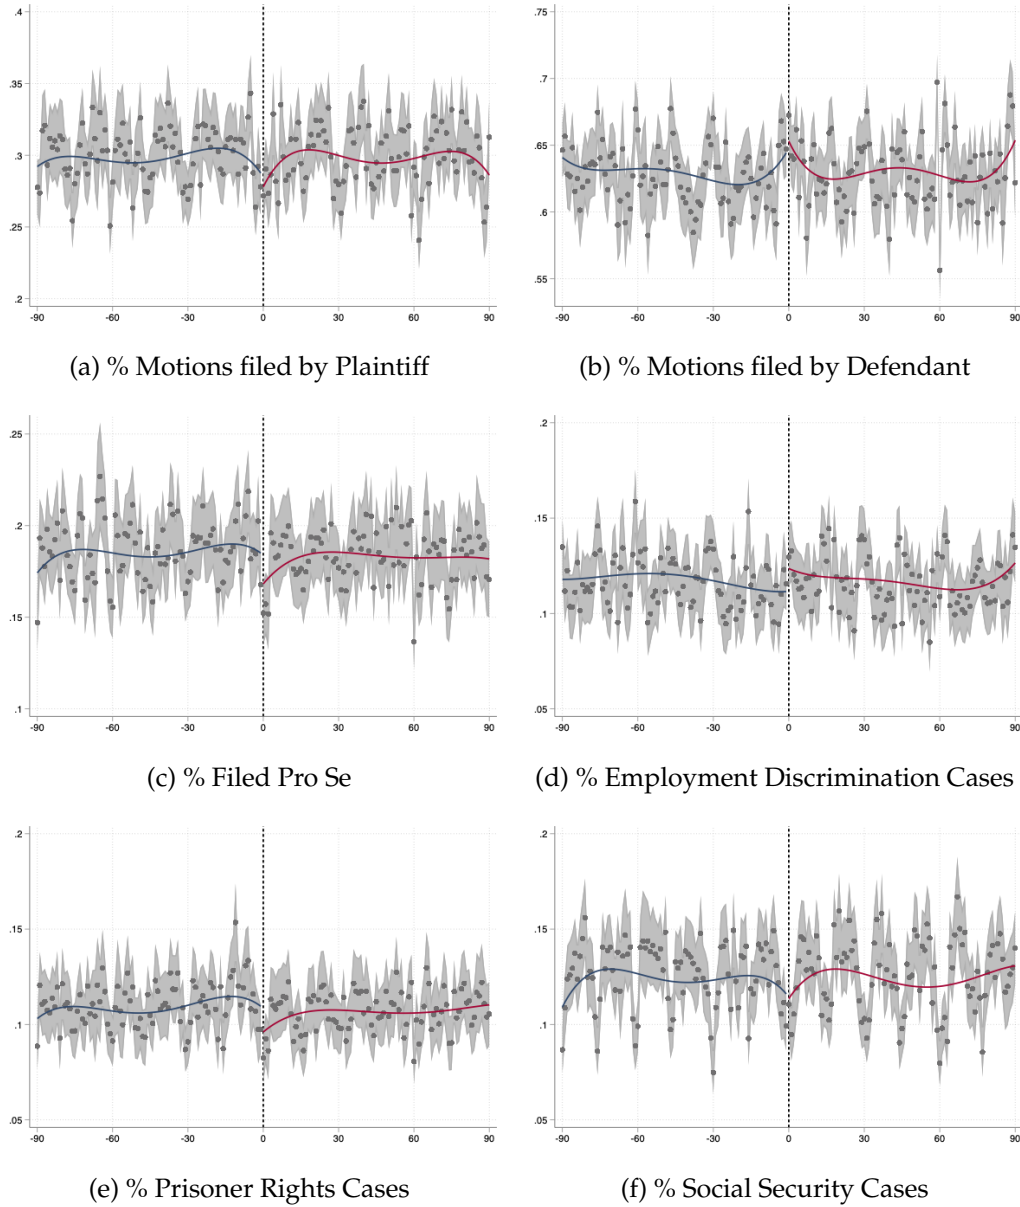 .4
.35
.3
.25
.2
-90 -60 -30 0 30 60 90
(a) % Motions filed by Plaintiff
.75
.7
.65
.6
.55
-90 -60 -30 0 30 60 90
(b) % Motions filed by Defendant
.25
.2
.15
.1
-90 -60 -30 0 30 60 90
(c) % Filed Pro Se
.2
.15
.1
.05
-90 -60 -30 0 30 60 90
(d) % Employment Discrimination Cases
.2
.15
.1
.05
-90 -60 -30 0 30 60 90
(e) % Prisoner Rights Cases
.2
.15
.1
.05
-90 -60 -30 0 30 60 90
(f) % Social Security Cases